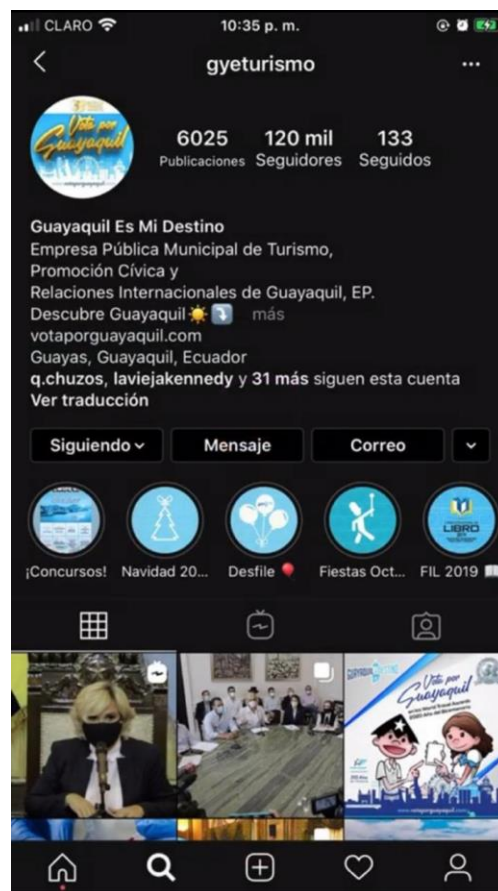 CLARO 10:35 p. m.
gyeturismo
Vota por
Guayaquil
6025 120 mil 133
Publicaciones Seguidores Seguidos
Guayaquil Es Mi Destino
Empresa Pública Municipal de Turismo,
Promoción Cívica y
Relaciones Internacionales de Guayaquil, EP.
Descubre Guayaquil☀️⤵️ más
votaporguayaquil.com
Guayas, Guayaquil, Ecuador
q.chuzos, laviejakennedy y 31 más siguen esta cuenta
Ver traducción
Siguiendo Mensaje Correo
LIBRO
¡Concursos! Navidad 20... Desfile 🎈 Fiestas Oct... FIL 2019 📖
Vota por
Guayaquil